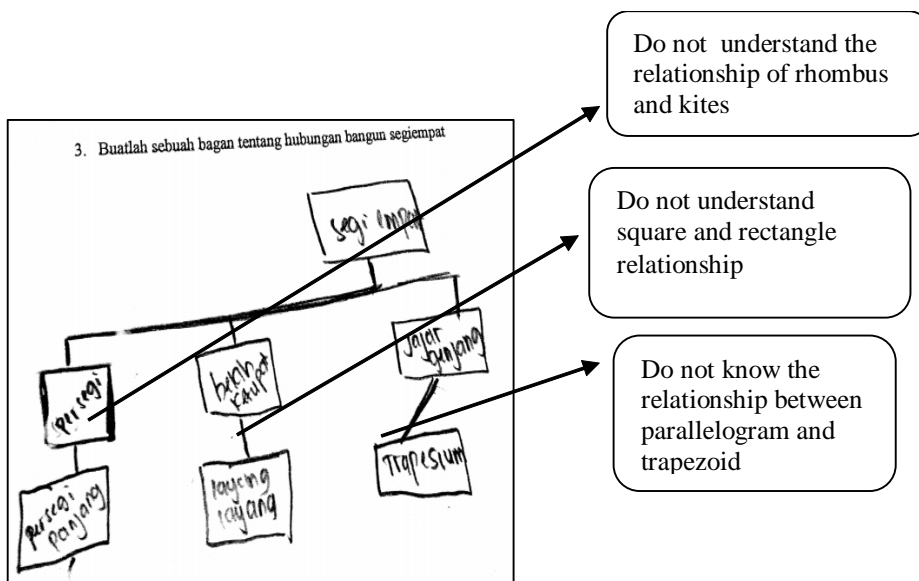 Do not understand the
relationship of rhombus
and kites
3. Buatlah sebuah bagan tentang hubungan bangun segiempat
segi empat
Do not understand
square and rectangle
relationship
persegi
belah
ketupat
jajar
genjang
Do not know the
relationship between
parallelogram and
trapezoid
persegi
panjang
layang
layang
Trapesium